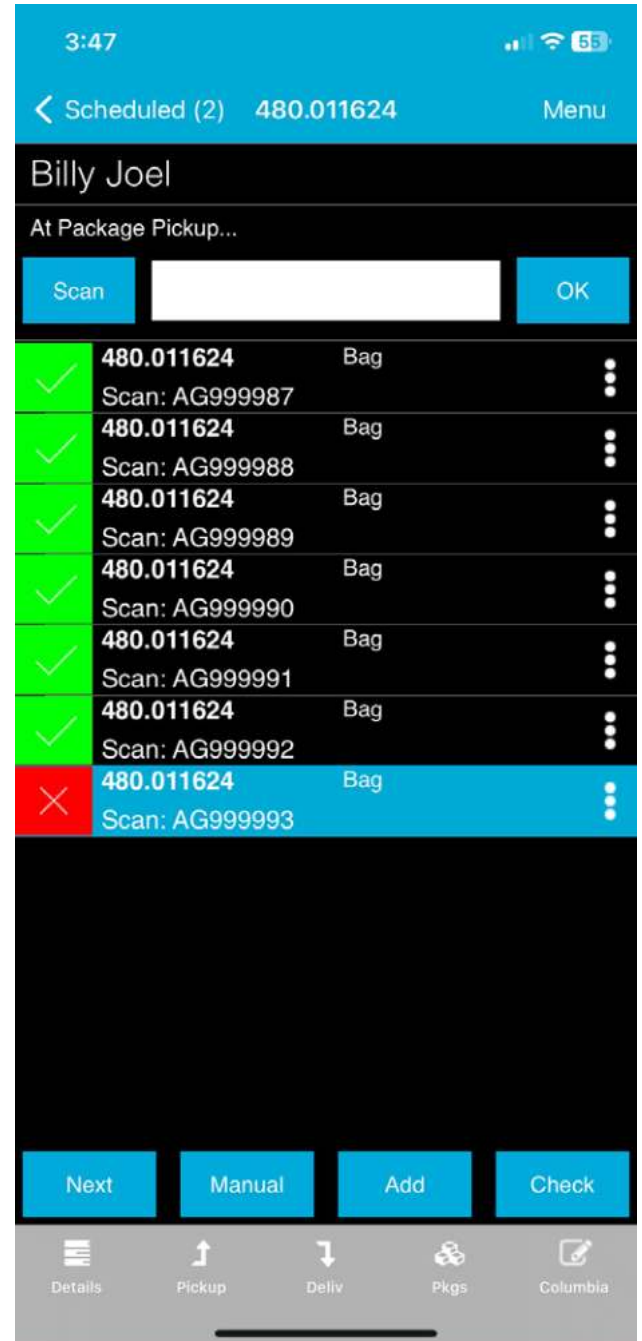 3:47 55
Scheduled (2) 480.011624 Menu
Billy Joel
At Package Pickup...
Scan OK
480.011624 Bag
Scan: AG999987
480.011624 Bag
Scan: AG999988
480.011624 Bag
Scan: AG999989
480.011624 Bag
Scan: AG999990
480.011624 Bag
Scan: AG999991
480.011624 Bag
Scan: AG999992
480.011624 Bag
Scan: AG999993
Next Manual Add Check
Details Pickup Deliv Pkgs Columbia